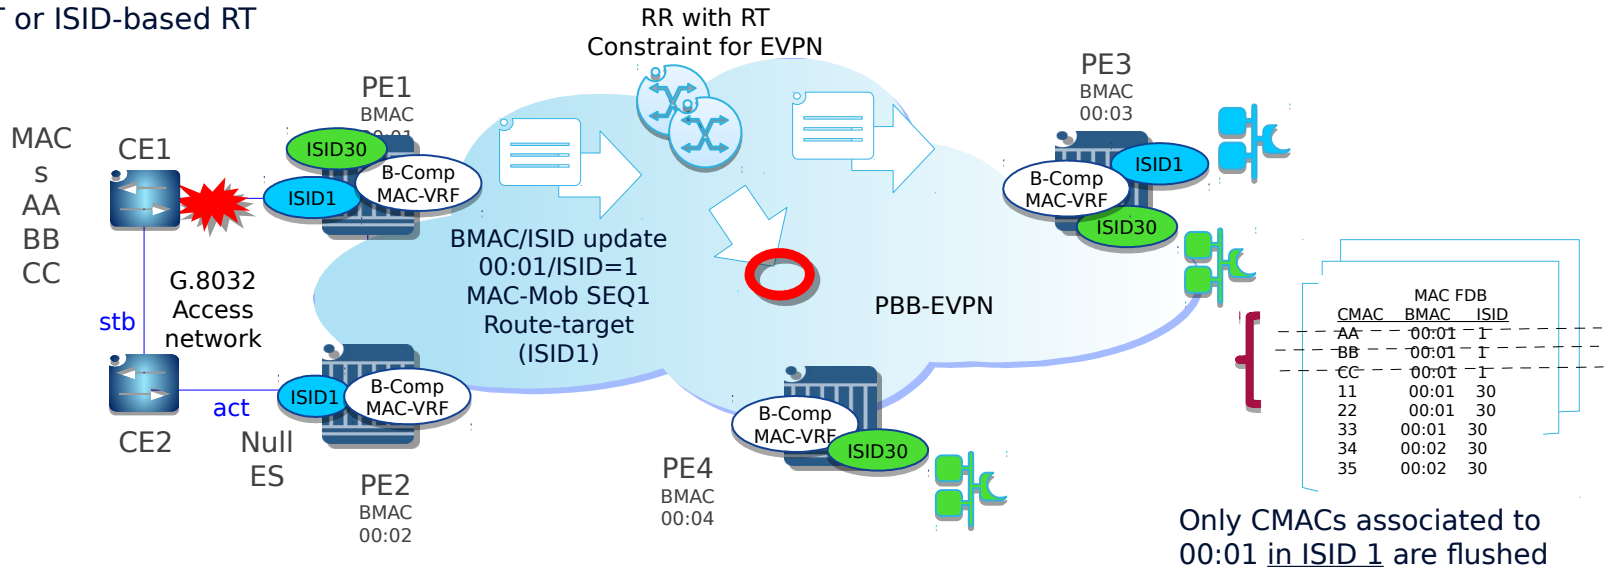 or ISID-based RT
RR with RT
Constraint for EVPN
PE1
BMAC
PE3
BMAC
00:03
MAC
s
AA
BB
CC
CE1
ISID30
ISID1
B-Comp
MAC-VRF
B-Comp
MAC-VRF
ISID1
ISID30
BMAC/ISID update
00:01/ISID=1
MAC-Mob SEQ1
Route-target
(ISID1)
G.8032
Access
network
stb
act
CE2
Null
ES
ISID1
B-Comp
MAC-VRF
PE2
BMAC
00:02
PBB-EVPN
B-Comp
MAC-VRF
ISID30
PE4
BMAC
00:04
MAC FDB
CMAC BMAC ISID
AA 00:01 1
BB 00:01 1
CC 00:01 1
11 00:01 30
22 00:01 30
33 00:01 30
34 00:02 30
35 00:02 30
Only CMACs associated to
00:01 in ISID 1 are flushed